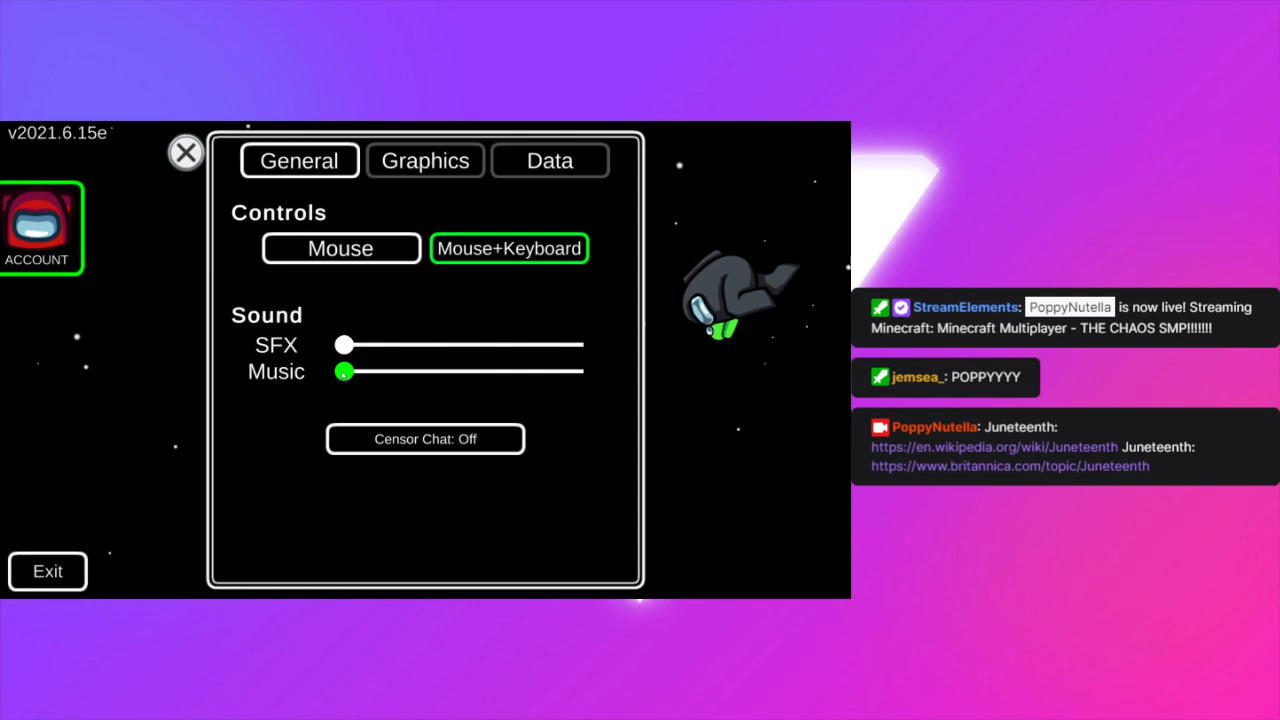 v2021.6.15e
ACCOUNT
Exit
General
Graphics
Data
Controls
Mouse
Mouse+Keyboard
Sound
SFX
Music
Censor Chat: Off
StreamElements: PoppyNutella is now live! Streaming
Minecraft: Minecraft Multiplayer - THE CHAOS SMP!!!!!!!
jemsea_: POPPYYYY
PoppyNutella: Juneteenth:
https://en.wikipedia.org/wiki/Juneteenth Juneteenth:
https://www.britannica.com/topic/Juneteenth